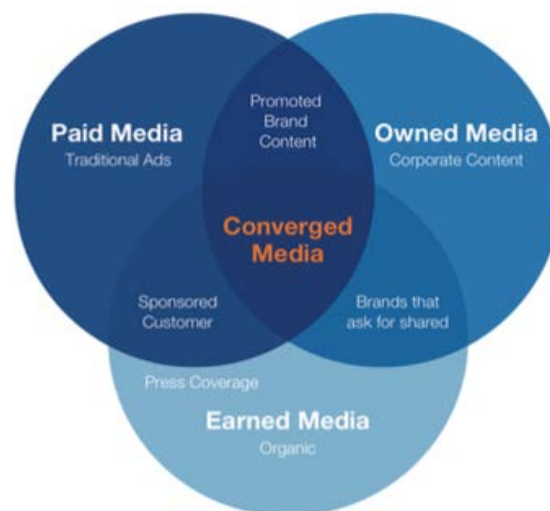 Promoted
Brand
Content
Paid Media
Traditional Ads
Owned Media
Corporate Content
Converged
Media
Sponsored
Customer
Brands that
ask for shared
Press Coverage
Earned Media
Organic